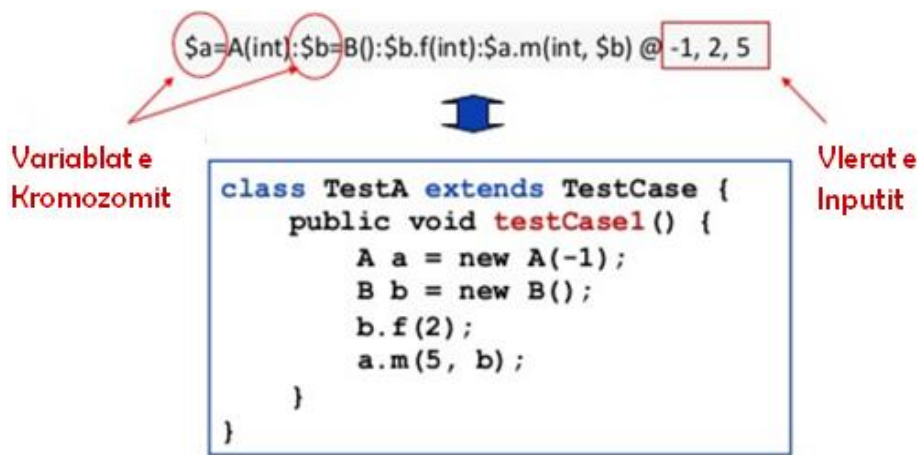 $a=A(int):$b=B():$b.f(int):$a.m(int, $b) @ -1, 2, 5
Variablat e
Kromozomit
Vlerat e
Inputit
class TestA extends TestCase {
    public void testCase1() {
        A a = new A(-1);
        B b = new B();
        b.f(2);
        a.m(5, b);
    }
}